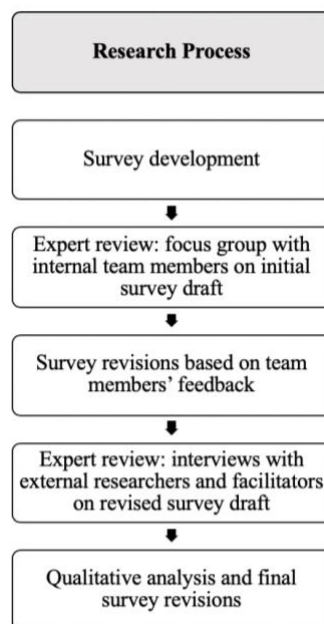 Research Process
Survey development
Expert review: focus group with
internal team members on initial
survey draft
Survey revisions based on team
members’ feedback
Expert review: interviews with
external researchers and facilitators
on revised survey draft
Qualitative analysis and final
survey revisions